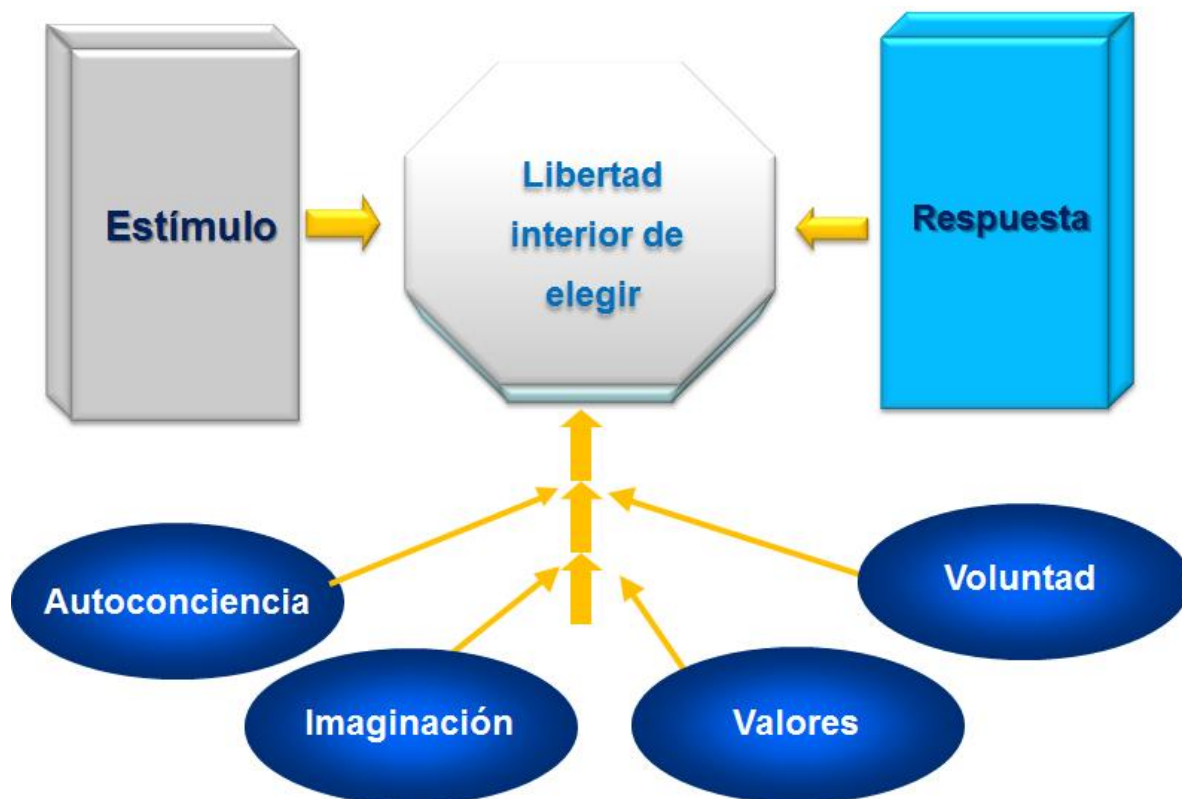 Estímulo
Libertad
interior de
elegir
Respuesta
Autoconciencia
Imaginación
Valores
Voluntad